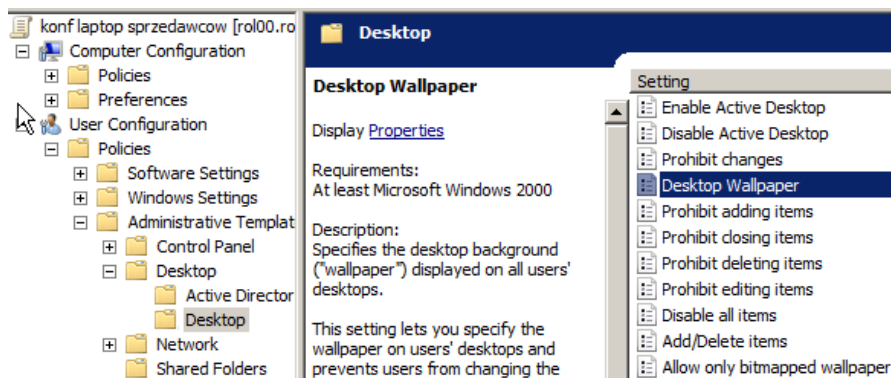 konf laptop sprzedawcow [rol00.ro
Computer Configuration
Policies
Preferences
User Configuration
Policies
Software Settings
Windows Settings
Administrative Templat
Control Panel
Desktop
Active Director
Desktop
Network
Shared Folders
Desktop
Desktop Wallpaper
Display Properties
Requirements:
At least Microsoft Windows 2000
Description:
Specifies the desktop background
("wallpaper") displayed on all users'
desktops.
This setting lets you specify the
wallpaper on users' desktops and
prevents users from changing the
Setting
Enable Active Desktop
Disable Active Desktop
Prohibit changes
Desktop Wallpaper
Prohibit adding items
Prohibit closing items
Prohibit deleting items
Prohibit editing items
Disable all items
Add/Delete items
Allow only bitmapped wallpaper